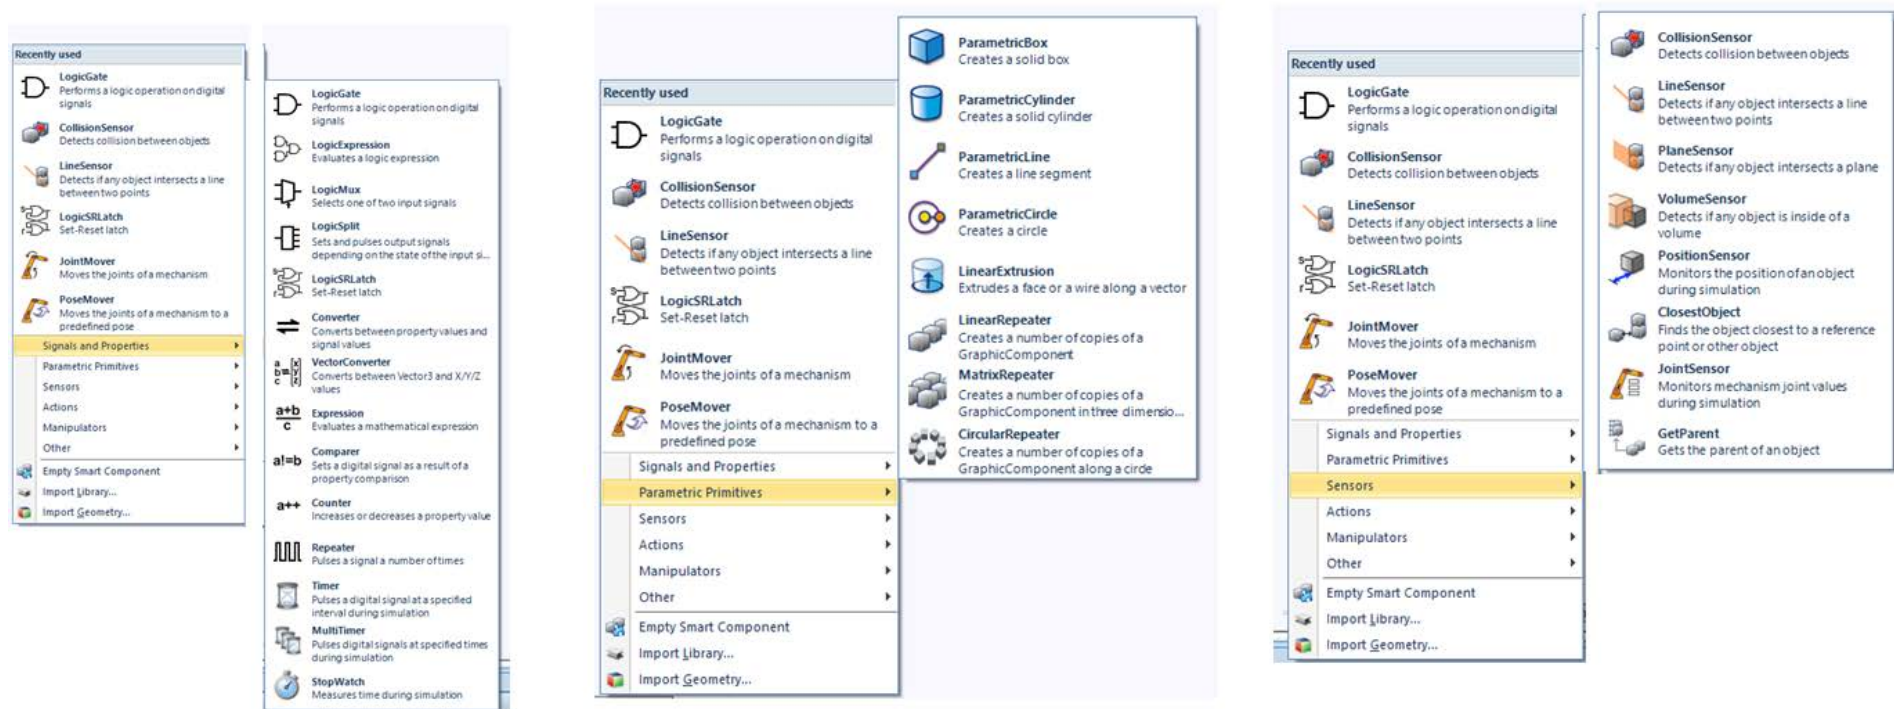 Recently used
LogicGate
Performs a logic operation on digital
signals
CollisionSensor
Detects collision between objects
LineSensor
Detects if any object intersects a line
between two points
LogicSRLatch
Set-Reset latch
JointMover
Moves the joints of a mechanism
PoseMover
Moves the joints of a mechanism to a
predefined pose
Signals and Properties
Parametric Primitives
Sensors
Actions
Manipulators
Other
Empty Smart Component
Import Library...
Import Geometry...
LogicGate
Performs a logic operation on digital
signals
LogicExpression
Evaluates a logic expression
LogicMux
Selects one of two input signals
LogicSplit
Sets and pulses output signals
depending on the state of the input si...
S
r
LogicSRLatch
Set-Reset latch
Converter
Converts between property values and
signal values
a
b
c
x
y
z
VectorConverter
Converts between Vector3 and X/Y/Z
values
a+b
c
Expression
Evaluates a mathematical expression
a!=b
Comparer
Sets a digital signal as a result of a
property comparison
a++
Counter
Increases or decreases a property value
Repeater
Pulses a signal a number of times
Timer
Pulses a digital signal at a specified
interval during simulation
MultiTimer
Pulses digital signals at specified times
during simulation
StopWatch
Measures time during simulation
Recently used
LogicGate
Performs a logic operation on digital
signals
CollisionSensor
Detects collision between objects
LineSensor
Detects if any object intersects a line
between two points
S
r
LogicSRLatch
Set-Reset latch
JointMover
Moves the joints of a mechanism
PoseMover
Moves the joints of a mechanism to a
predefined pose
Signals and Properties
Parametric Primitives
Sensors
Actions
Manipulators
Other
Empty Smart Component
Import Library...
Import Geometry...
ParametricBox
Creates a solid box
ParametricCylinder
Creates a solid cylinder
ParametricLine
Creates a line segment
ParametricCircle
Creates a circle
LinearExtrusion
Extrudes a face or a wire along a vector
LinearRepeater
Creates a number of copies of a
GraphicComponent
MatrixRepeater
Creates a number of copies of a
GraphicComponent in three dimensio...
CircularRepeater
Creates a number of copies of a
GraphicComponent along a circle
Recently used
LogicGate
Performs a logic operation on digital
signals
CollisionSensor
Detects collision between objects
LineSensor
Detects if any object intersects a line
between two points
S
r
LogicSRLatch
Set-Reset latch
JointMover
Moves the joints of a mechanism
PoseMover
Moves the joints of a mechanism to a
predefined pose
Signals and Properties
Parametric Primitives
Sensors
Actions
Manipulators
Other
Empty Smart Component
Import Library...
Import Geometry...
CollisionSensor
Detects collision between objects
LineSensor
Detects if any object intersects a line
between two points
PlaneSensor
Detects if any object intersects a plane
VolumeSensor
Detects if any object is inside of a
volume
PositionSensor
Monitors the position of an object
during simulation
ClosestObject
Finds the object closest to a reference
point or other object
JointSensor
Monitors mechanism joint values
during simulation
GetParent
Gets the parent of an object